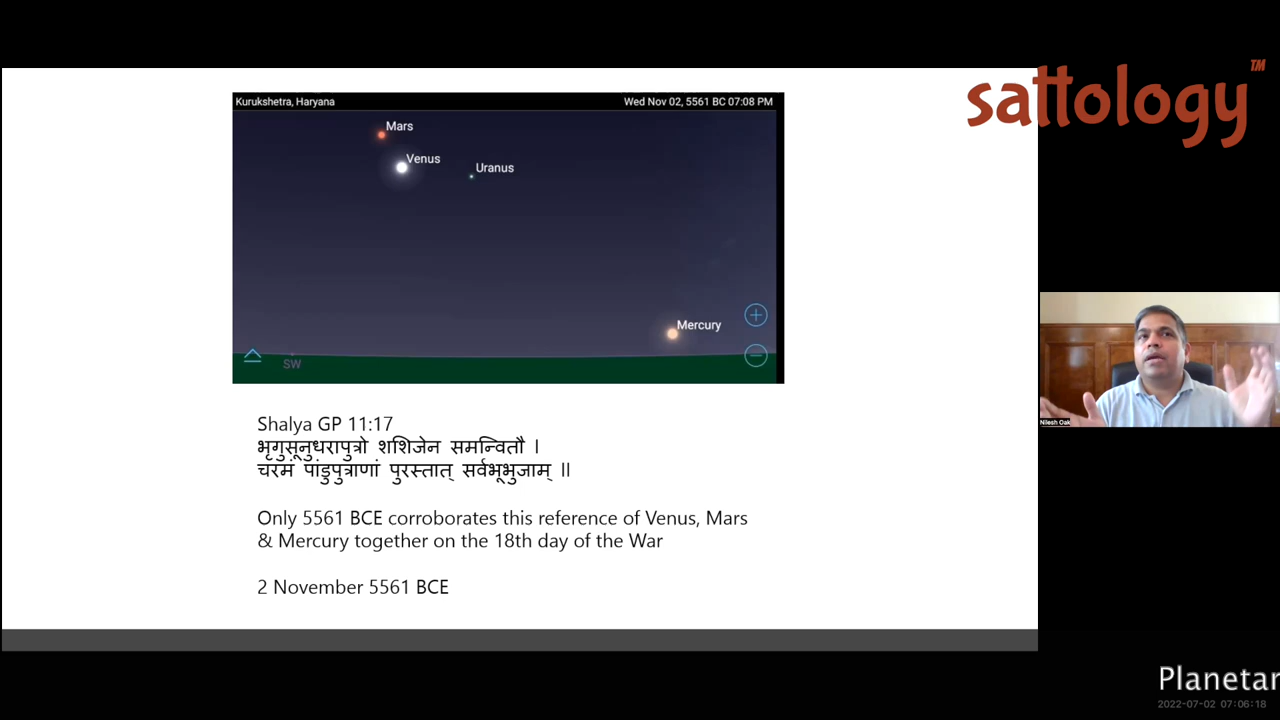 sattology™
Kurukshetra, Haryana
Wed Nov 02, 5561 BC 07:08 PM
Mars
Venus
Uranus
Mercury
SW
Shalya GP 11:17
भृगुसूनुधरापुत्रो शशिजेन समन्वितौ ।
चरमं पांडुपुत्राणां पुरस्तात् सर्वभूभुजाम् ॥
Only 5561 BCE corroborates this reference of Venus, Mars
& Mercury together on the 18th day of the War
2 November 5561 BCE
Nilesh Oak
Planetar
2022-07-02 07:06:18